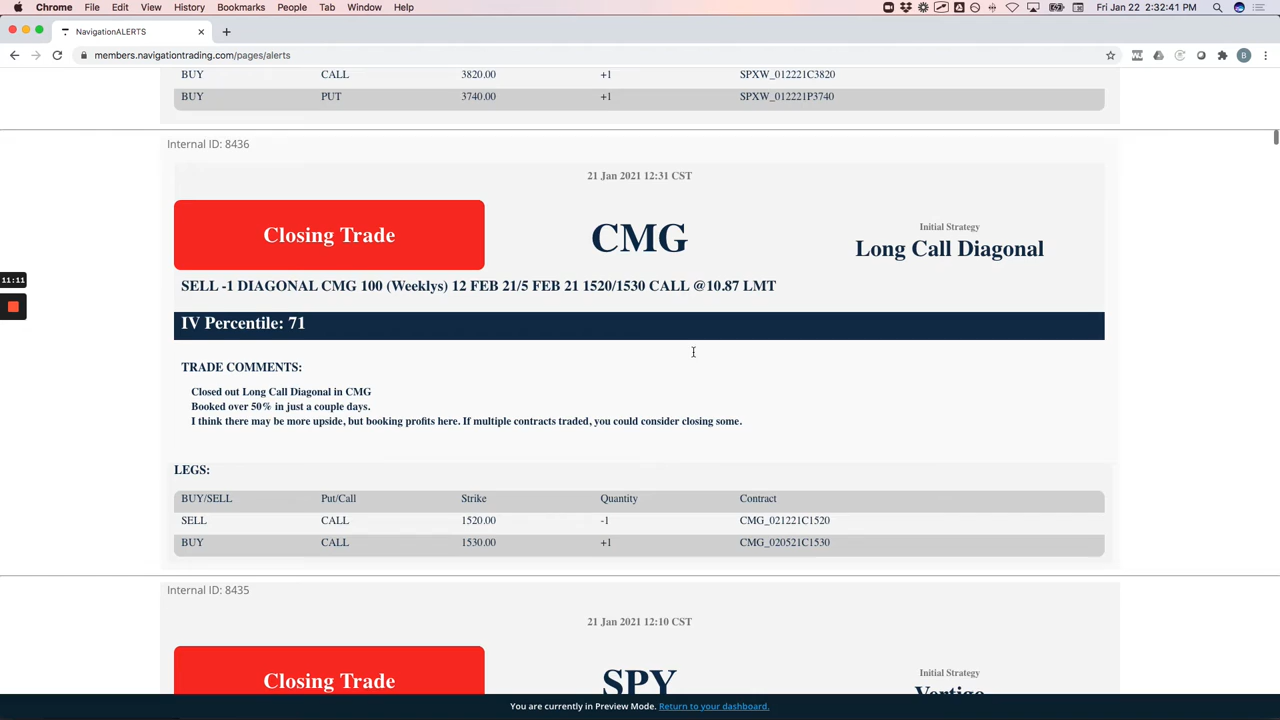 Chrome File Edit View History Bookmarks People Tab Window Help Fri Jan 22 2:32:41 PM
NavigationALERTS
members.navigationtrading.com/pages/alerts
BUY CALL 3820.00 +1 SPXW_012221C3820
BUY PUT 3740.00 +1 SPXW_012221P3740
Internal ID: 8436
21 Jan 2021 12:31 CST
Closing Trade
CMG
Initial Strategy
Long Call Diagonal
SELL -1 DIAGONAL CMG 100 (Weeklys) 12 FEB 21/5 FEB 21 1520/1530 CALL @10.87 LMT
11:11
IV Percentile: 71
TRADE COMMENTS:
Closed out Long Call Diagonal in CMG
Booked over 50% in just a couple days.
I think there may be more upside, but booking profits here. If multiple contracts traded, you could consider closing some.
LEGS:
BUY/SELL Put/Call Strike Quantity Contract
SELL CALL 1520.00 -1 CMG_021221C1520
BUY CALL 1530.00 +1 CMG_020521C1530
Internal ID: 8435
21 Jan 2021 12:10 CST
Closing Trade
SPY
Initial Strategy
Vertigo
You are currently in Preview Mode. Return to your dashboard.